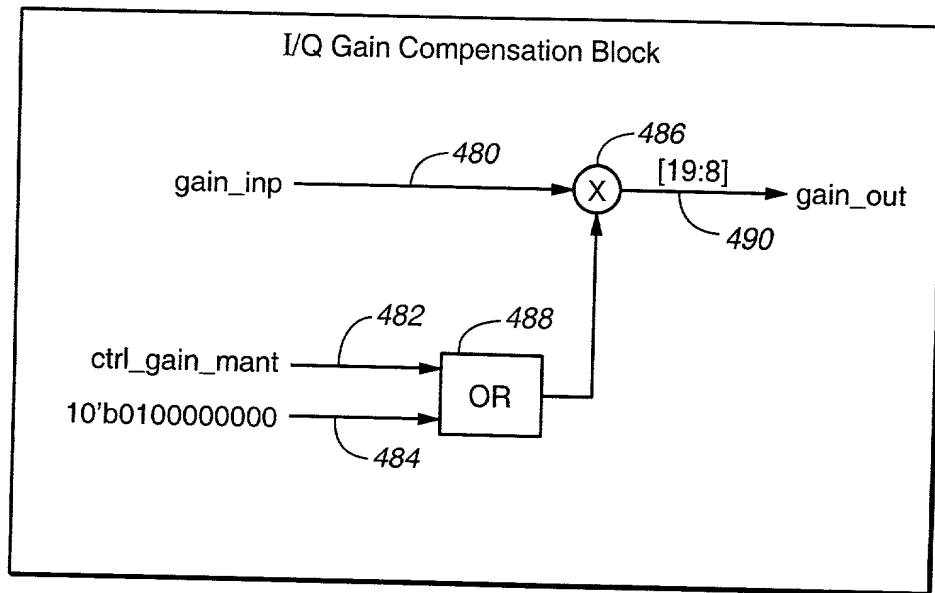 I/Q Gain Compensation Block
486
480
[19:8]
gain_inp
X
gain_out
490
482
488
ctrl_gain_mant
OR
10'b0100000000
484